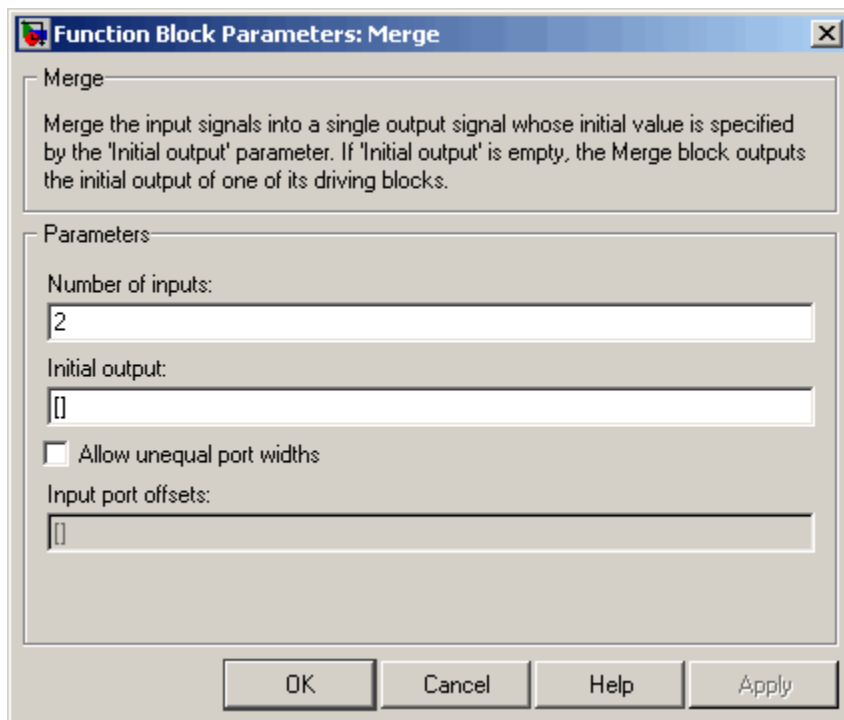 Function Block Parameters: Merge
Merge
Merge the input signals into a single output signal whose initial value is specified
by the 'Initial output' parameter. If 'Initial output' is empty, the Merge block outputs
the initial output of one of its driving blocks.
Parameters
Number of inputs:
2
Initial output:
[]
Allow unequal port widths
Input port offsets:
[]
OK Cancel Help Apply